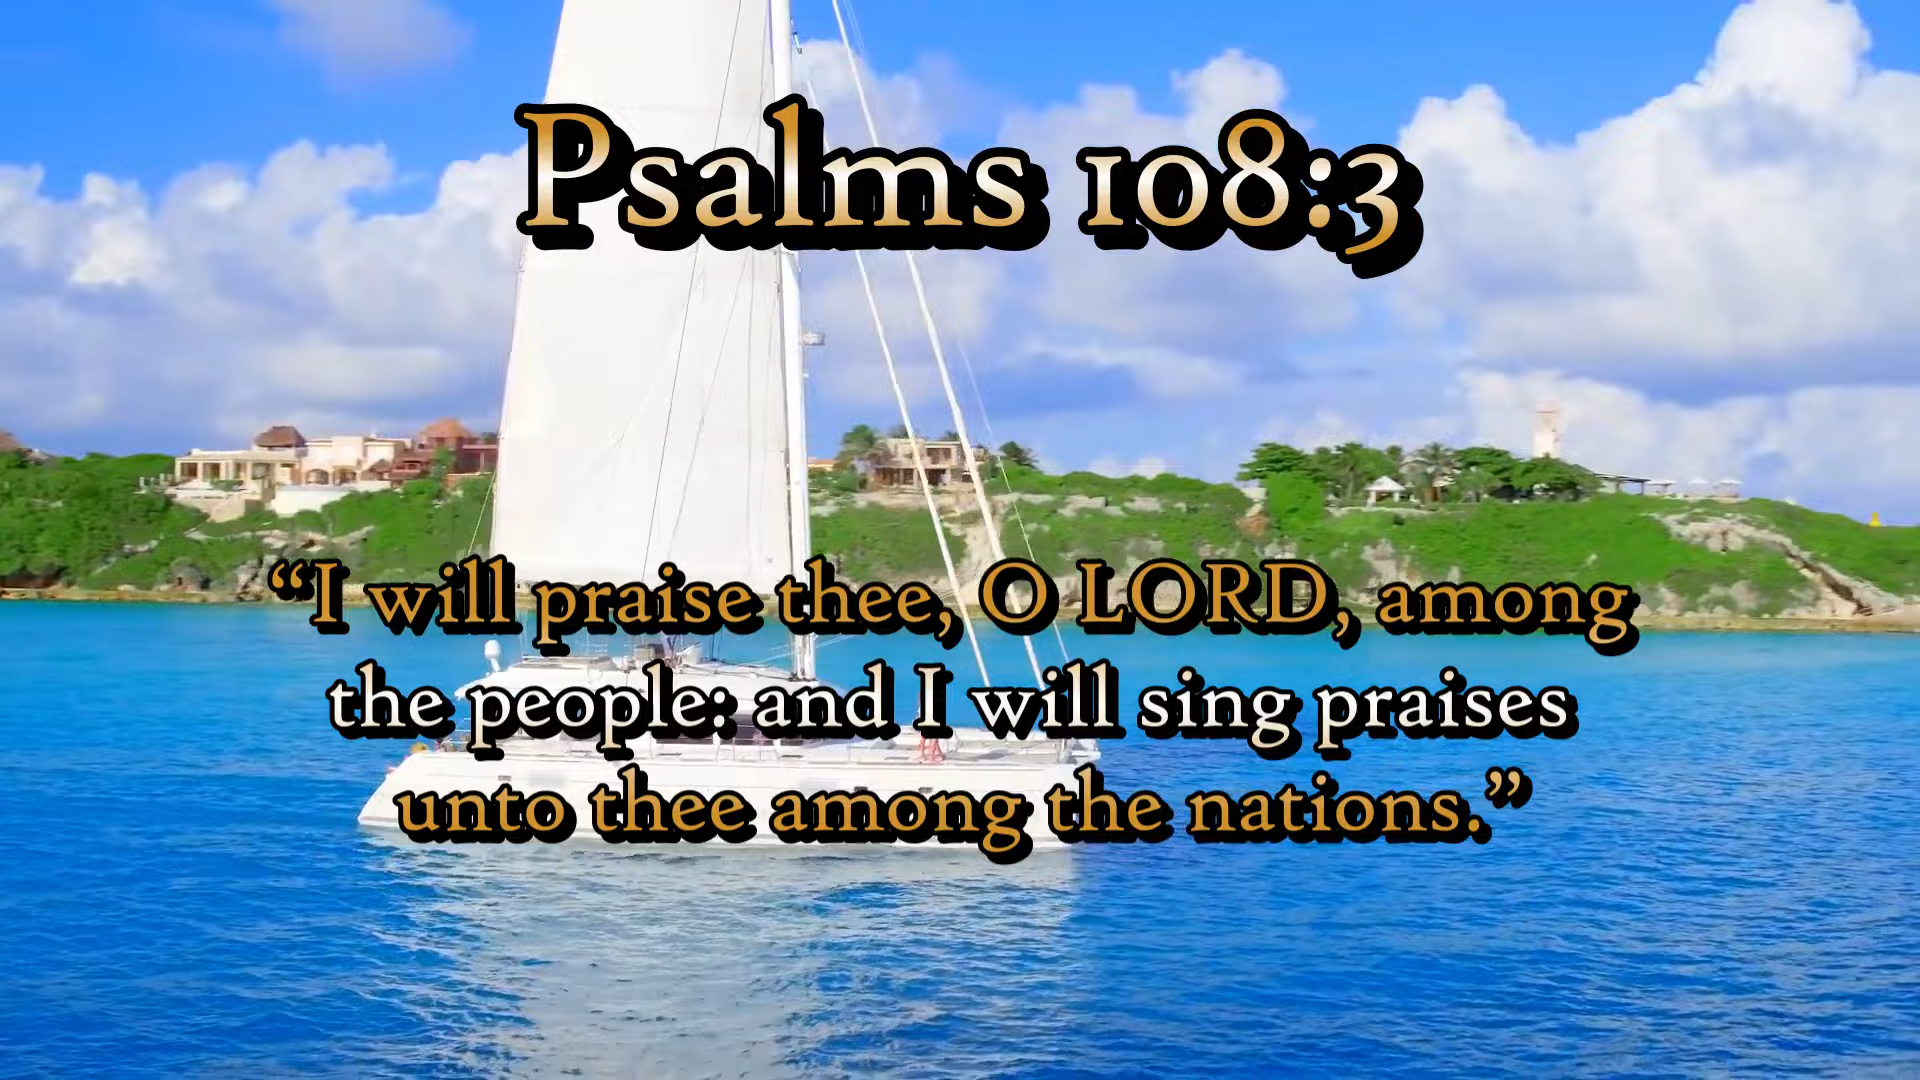 Psalms 108:3
“I will praise thee, O LORD, among
the people: and I will sing praises
unto thee among the nations.”